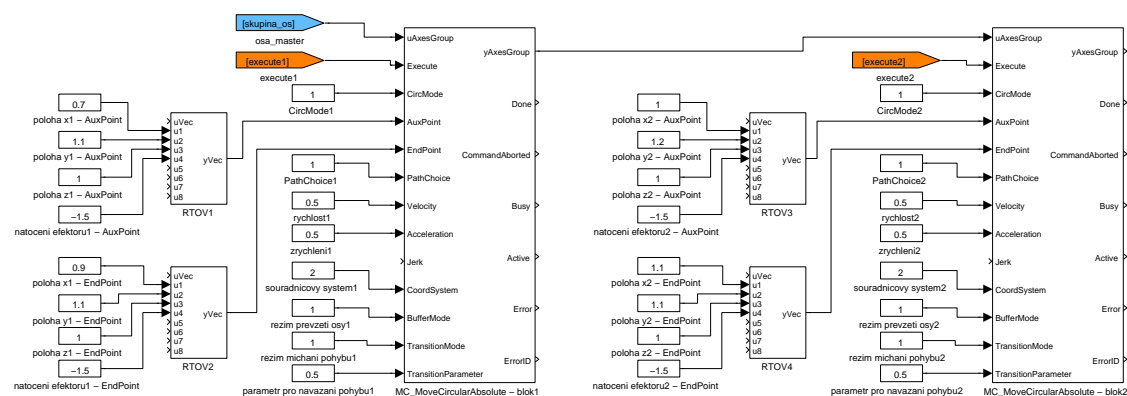 [skupina_os]
osa_master
[execute1]
execute1
1
CircMode1
0.7
poloha x1 − AuxPoint
1.1
poloha y1 − AuxPoint
1
poloha z1 − AuxPoint
−1.5
natoceni efektoru1 − AuxPoint
uVec
u1
u2
u3
u4
u5
u6
u7
u8
yVec
RTOV1
0.9
poloha x1 − EndPoint
1.1
poloha y1 − EndPoint
1
poloha z1 − EndPoint
−1.5
natoceni efektoru1 − EndPoint
uVec
u1
u2
u3
u4
u5
u6
u7
u8
yVec
RTOV2
1
PathChoice1
0.5
rychlost1
0.5
zrychleni1
2
souradnicovy system1
1
rezim prevzeti osy1
1
rezim michani pohybu1
0.5
parametr pro navazani pohybu1
uAxesGroup
Execute
CircMode
AuxPoint
EndPoint
PathChoice
Velocity
Acceleration
Jerk
CoordSystem
BufferMode
TransitionMode
TransitionParameter
yAxesGroup
Done
CommandAborted
Busy
Active
Error
ErrorID
MC_MoveCircularAbsolute − blok1
[execute2]
execute2
1
CircMode2
1
poloha x2 − AuxPoint
1.2
poloha y2 − AuxPoint
1
poloha z2 − AuxPoint
−1.5
natoceni efektoru2 − AuxPoint
uVec
u1
u2
u3
u4
u5
u6
u7
u8
yVec
RTOV3
1.1
poloha x2 − EndPoint
1.1
poloha y2 − EndPoint
1
poloha z2 − EndPoint
−1.5
natoceni efektoru2 − EndPoint
uVec
u1
u2
u3
u4
u5
u6
u7
u8
yVec
RTOV4
1
PathChoice2
0.5
rychlost2
0.5
zrychleni2
2
souradnicovy system2
1
rezim prevzeti osy2
1
rezim michani pohybu2
0.5
parametr pro navazani pohybu2
uAxesGroup
Execute
CircMode
AuxPoint
EndPoint
PathChoice
Velocity
Acceleration
Jerk
CoordSystem
BufferMode
TransitionMode
TransitionParameter
yAxesGroup
Done
CommandAborted
Busy
Active
Error
ErrorID
MC_MoveCircularAbsolute − blok2